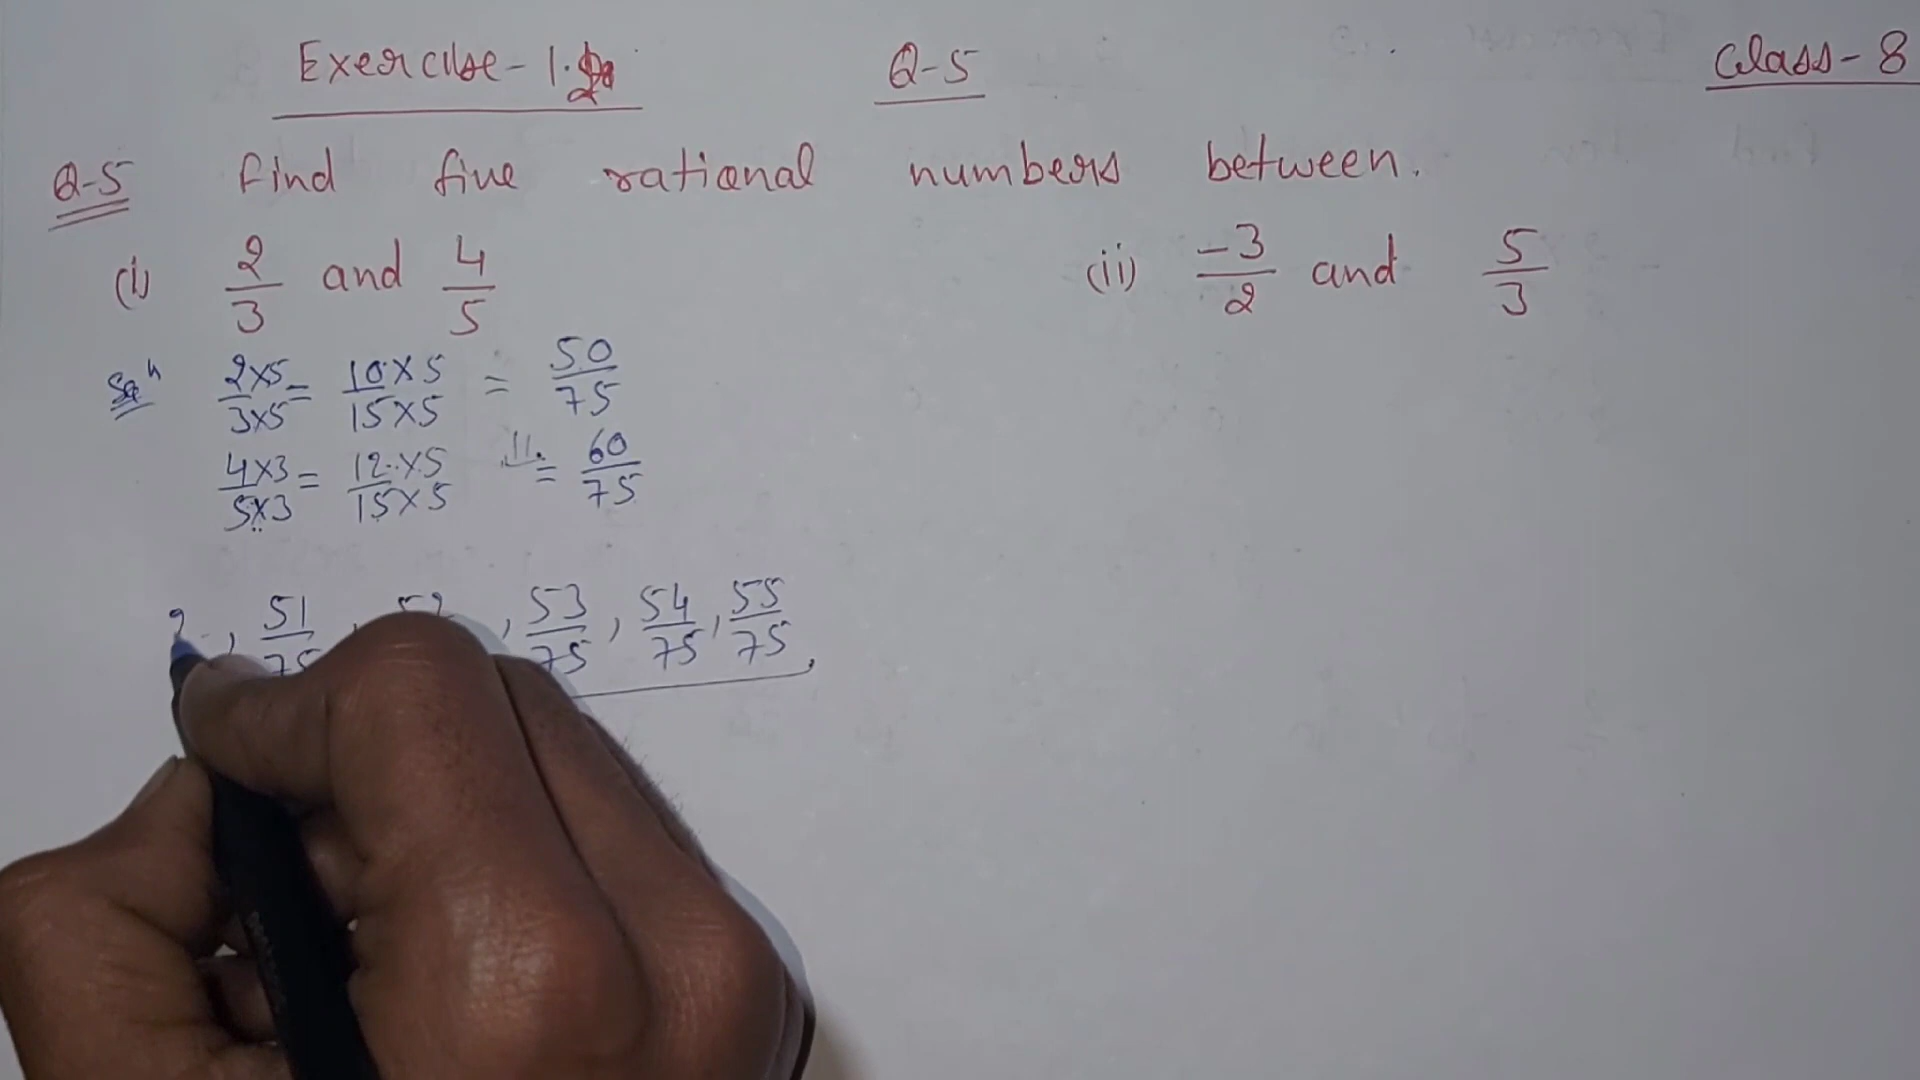 Exercise-1.2 Q-5 Class-8
Q-5 Find five rational numbers between.
(i) 2/3 and 4/5 (ii) -3/2 and 5/3
Solⁿ 2×5/3×5 = 10×5/15×5 = 50/75
4×3/5×3 = 12×5/15×5 = 60/75
11.
, 51/75, 52, 53/75, 54/75, 55/75,